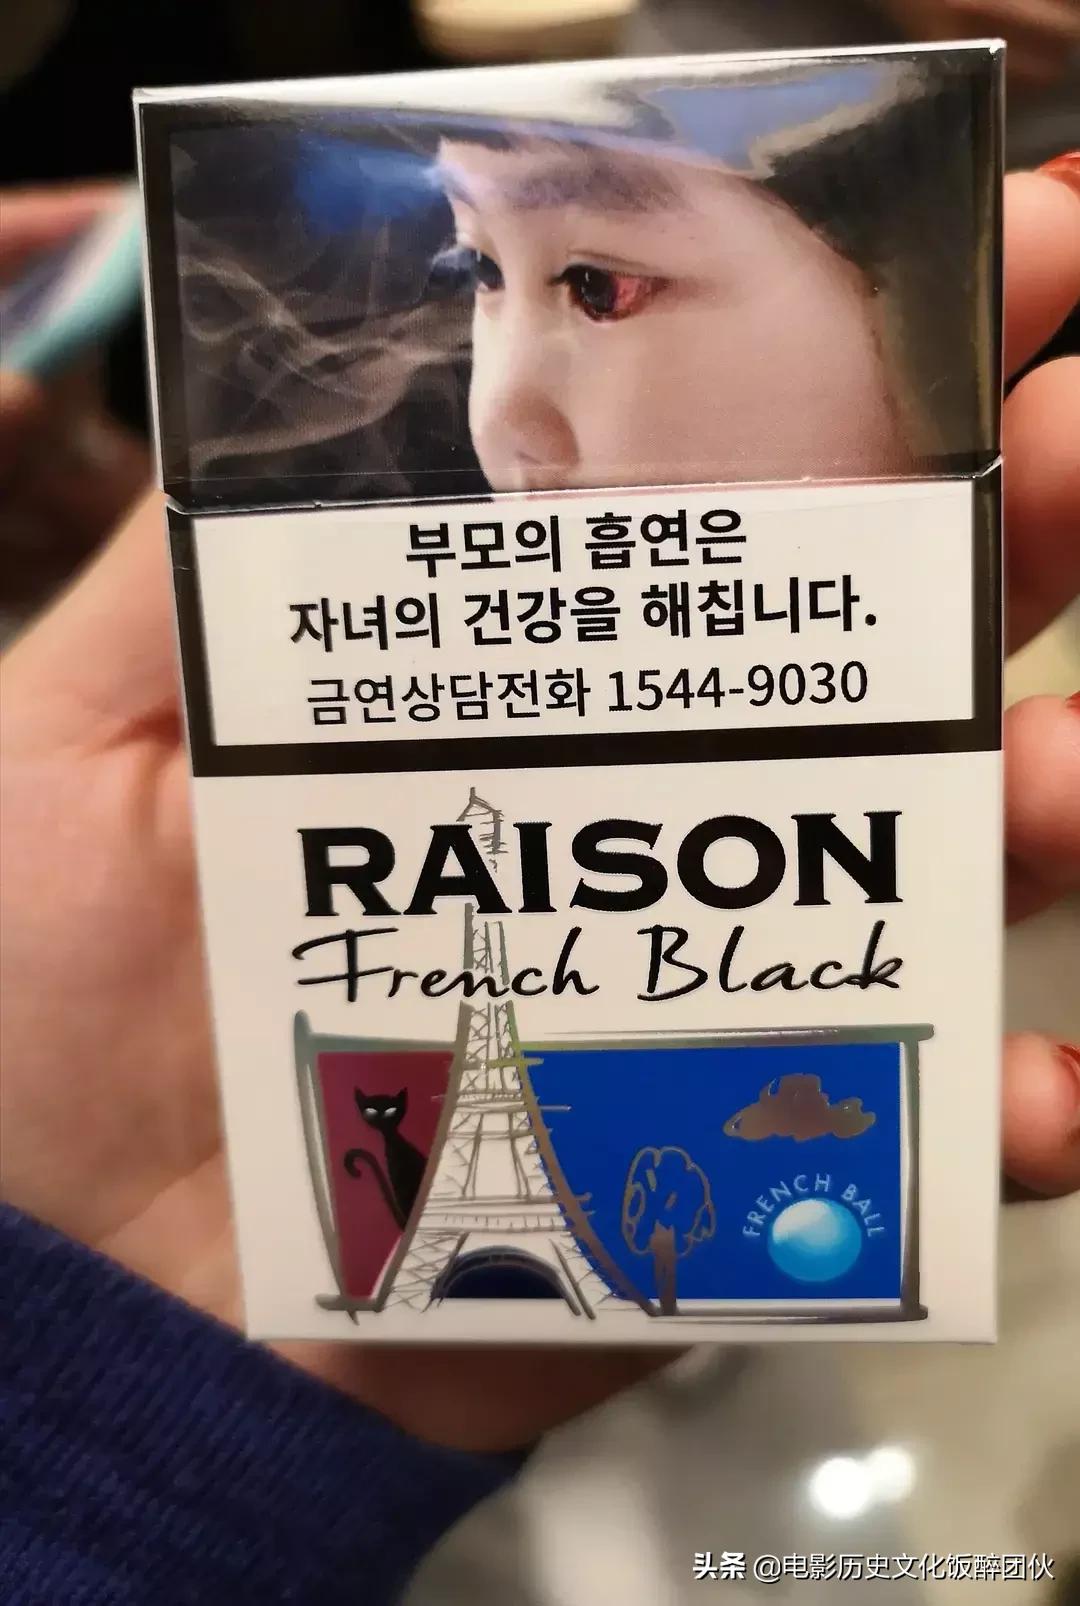 부모의 흡연은
자녀의 건강을 해칩니다.
금연상담전화 1544-9030
RAISON
French Black
FRENCH BALL
头条 @电影历史文化饭醉团伙